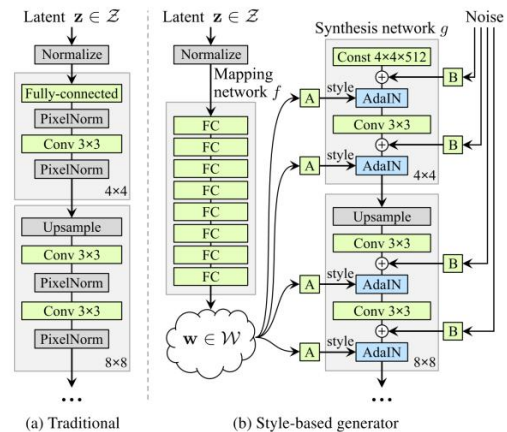 Latent z ∈ Z
Normalize
Fully-connected
PixelNorm
Conv 3×3
PixelNorm
4×4
Upsample
Conv 3×3
PixelNorm
Conv 3×3
PixelNorm
8×8
...
(a) Traditional
Latent z ∈ Z
Normalize
Mapping
network f
FC
FC
FC
FC
FC
FC
FC
FC
w ∈ W
Synthesis network g
Noise
Const 4×4×512
B
A
style
AdaIN
Conv 3×3
B
A
style
AdaIN
4×4
Upsample
Conv 3×3
B
A
style
AdaIN
Conv 3×3
B
A
style
AdaIN
8×8
...
(b) Style-based generator